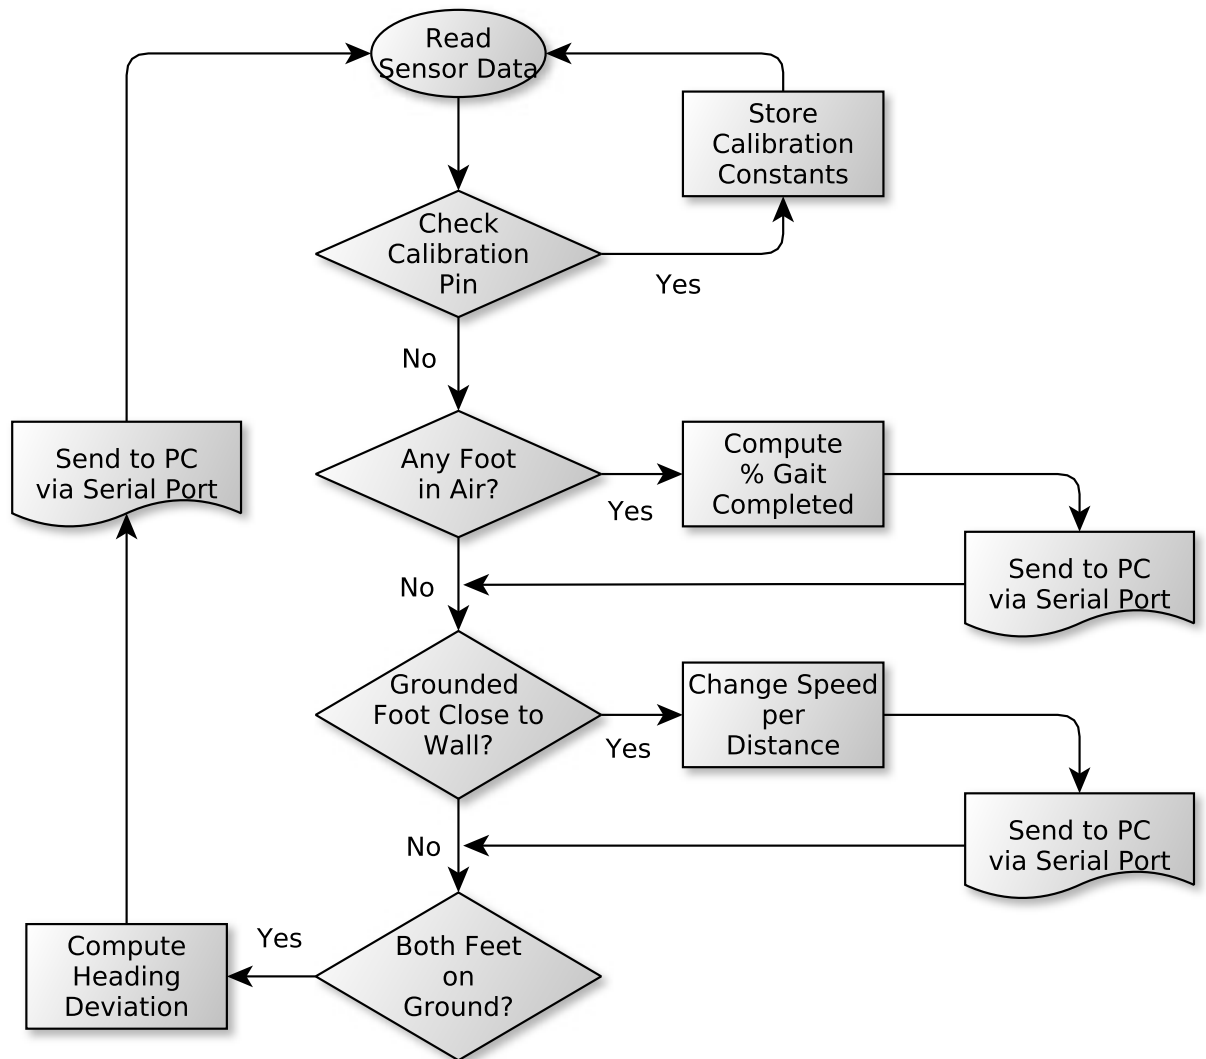 Read
Sensor Data
Store
Calibration
Constants
Check
Calibration
Pin
Yes
No
Send to PC
via Serial Port
Any Foot
in Air?
Yes
Compute
% Gait
Completed
No
Send to PC
via Serial Port
Grounded
Foot Close to
Wall?
Yes
Change Speed
per
Distance
No
Send to PC
via Serial Port
Both Feet
on
Ground?
Yes
Compute
Heading
Deviation